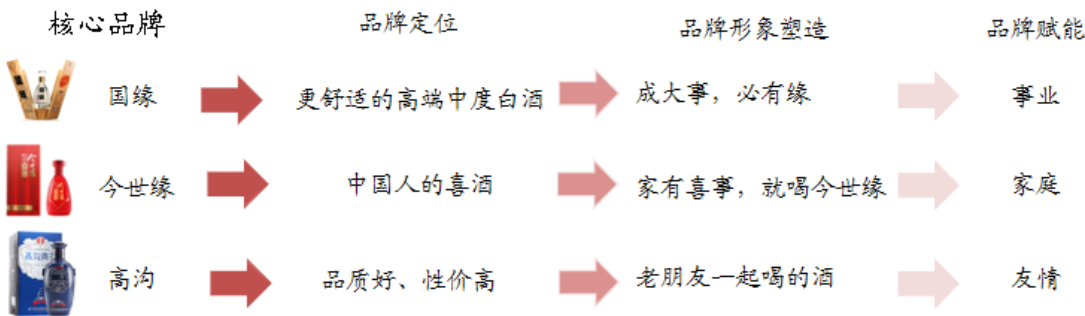 核心品牌 品牌定位 品牌形象塑造 品牌赋能
国缘 更舒适的高端中度白酒 成大事，必有缘 事业
今世缘 中国人的喜酒 家有喜事，就喝今世缘 家庭
高沟 品质好、性价高 老朋友一起喝的酒 友情